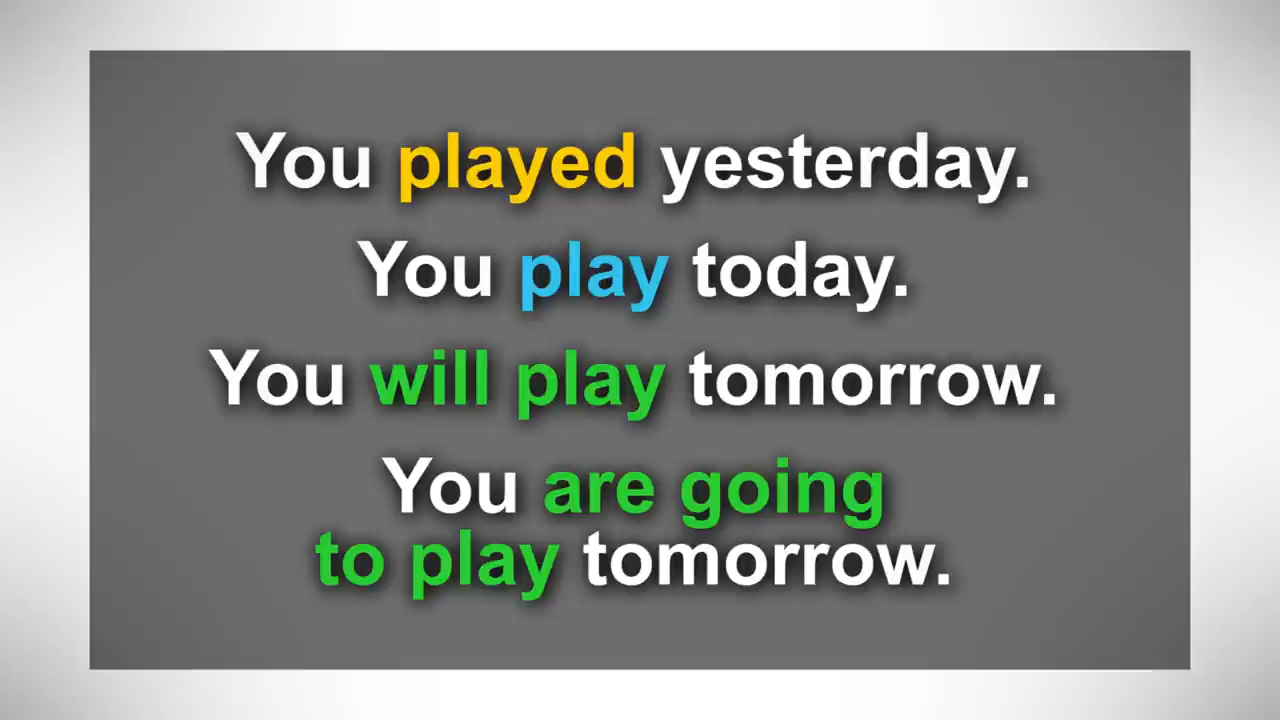 You played yesterday.
You play today.
You will play tomorrow.
You are going
to play tomorrow.